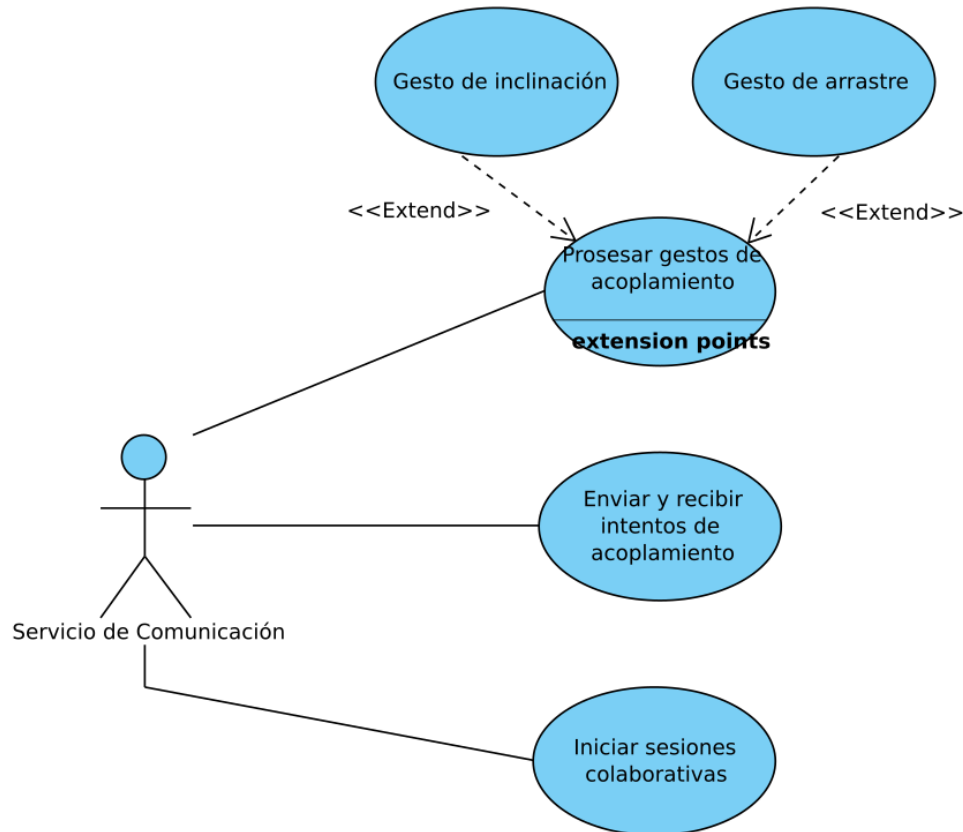 Gesto de inclinación
Gesto de arrastre
<<Extend>>
<<Extend>>
Prosesar gestos de
acoplamiento
extension points
Enviar y recibir
intentos de
acoplamiento
Servicio de Comunicación
Iniciar sesiones
colaborativas